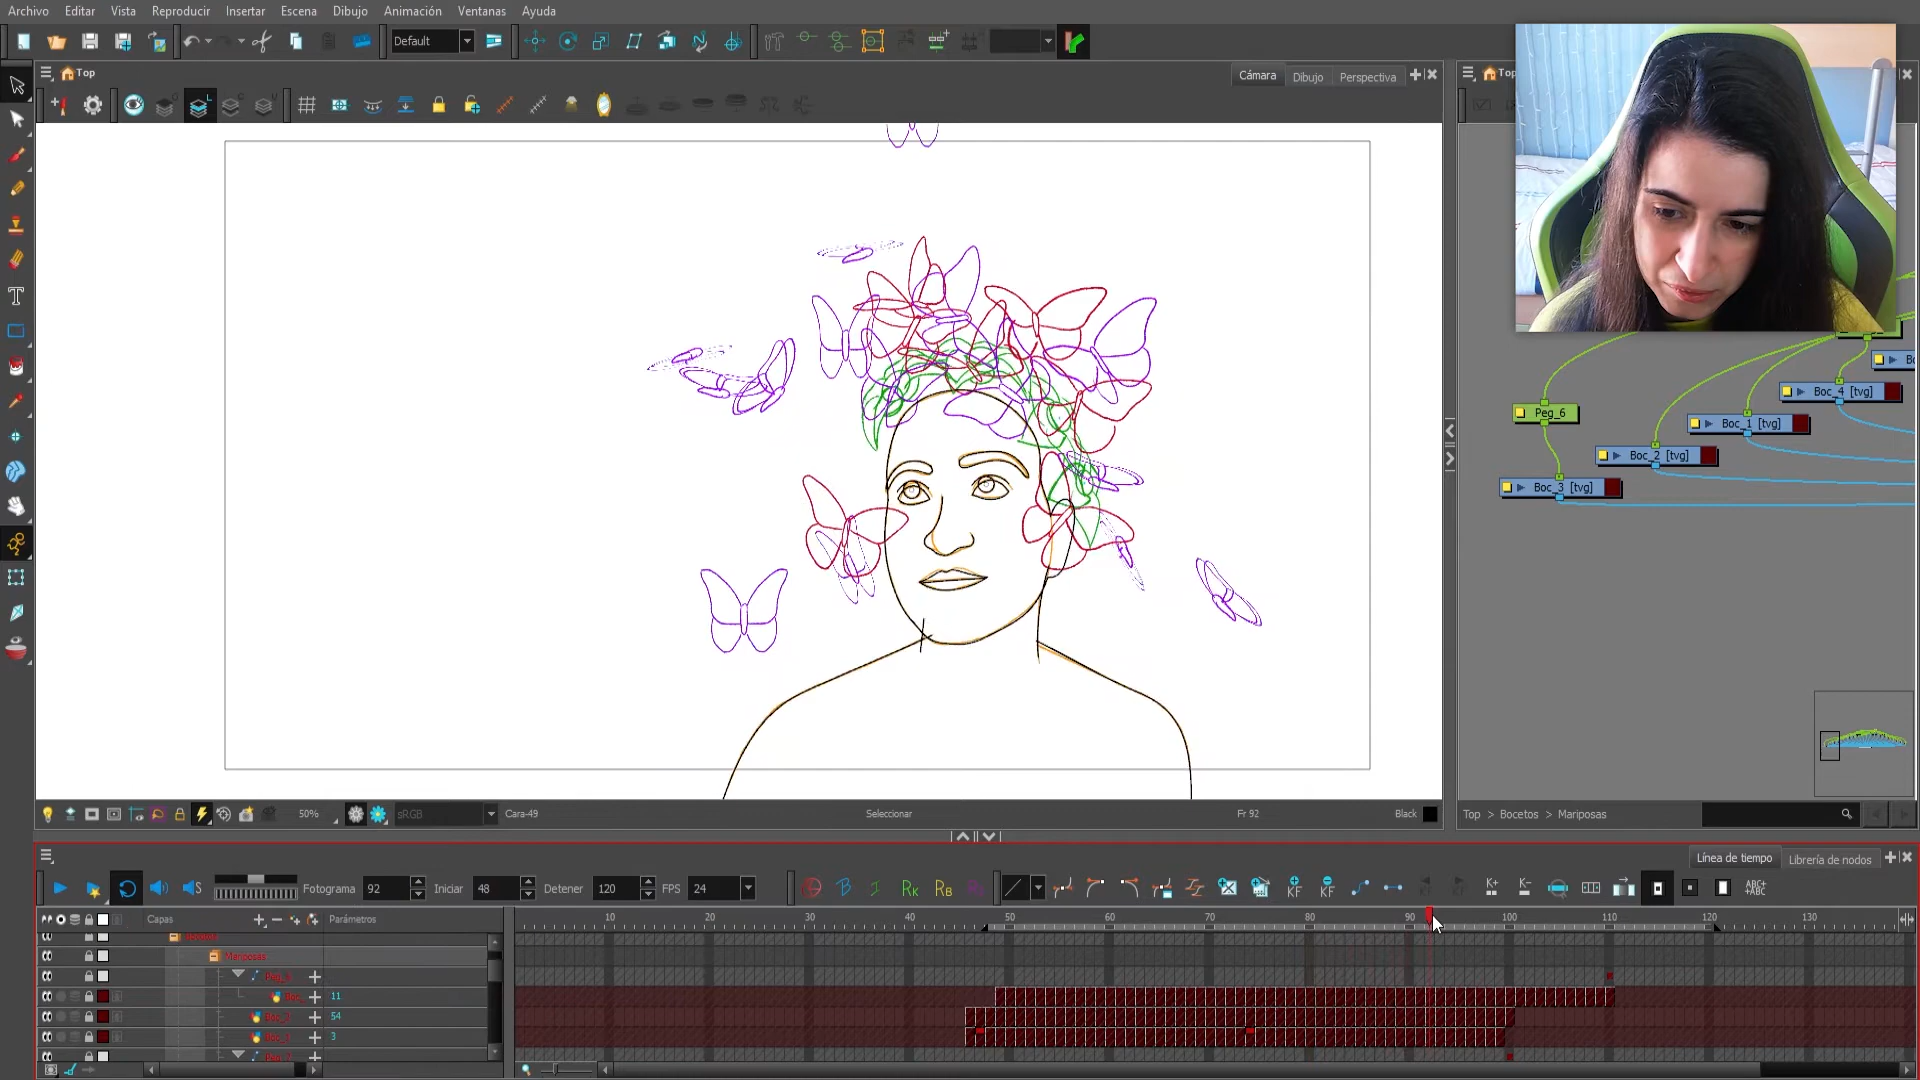 Archivo Editar Vista Reproducir Insertar Escena Dibujo Animación Ventanas Ayuda
Default
Top
Cámara Dibujo Perspectiva
Top
Boc_4 [tvg]
Peg_6
Boc_1 [tvg]
Boc_2 [tvg]
Boc_3 [tvg]
50% sRGB Cara-49 Seleccionar Fr 92 Black
Top > Bocetos > Mariposas
Línea de tiempo Librería de nodos
Fotograma 92 Iniciar 48 Detener 120 FPS 24
Capas Parámetros
10 20 30 40 50 60 70 80 90 100 110 120 130
Mariposas
11
54
3